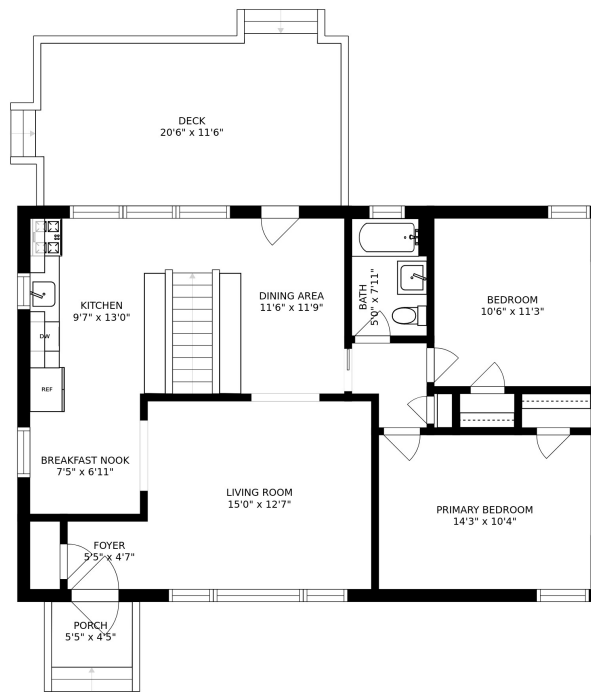 DECK
20'6" x 11'6"
KITCHEN
9'7" x 13'0"
DINING AREA
11'6" x 11'9"
BATH
5'0" x 7'11"
BEDROOM
10'6" x 11'3"
DW
REF
BREAKFAST NOOK
7'5" x 6'11"
LIVING ROOM
15'0" x 12'7"
PRIMARY BEDROOM
14'3" x 10'4"
FOYER
5'5" x 4'7"
PORCH
5'5" x 4'5"